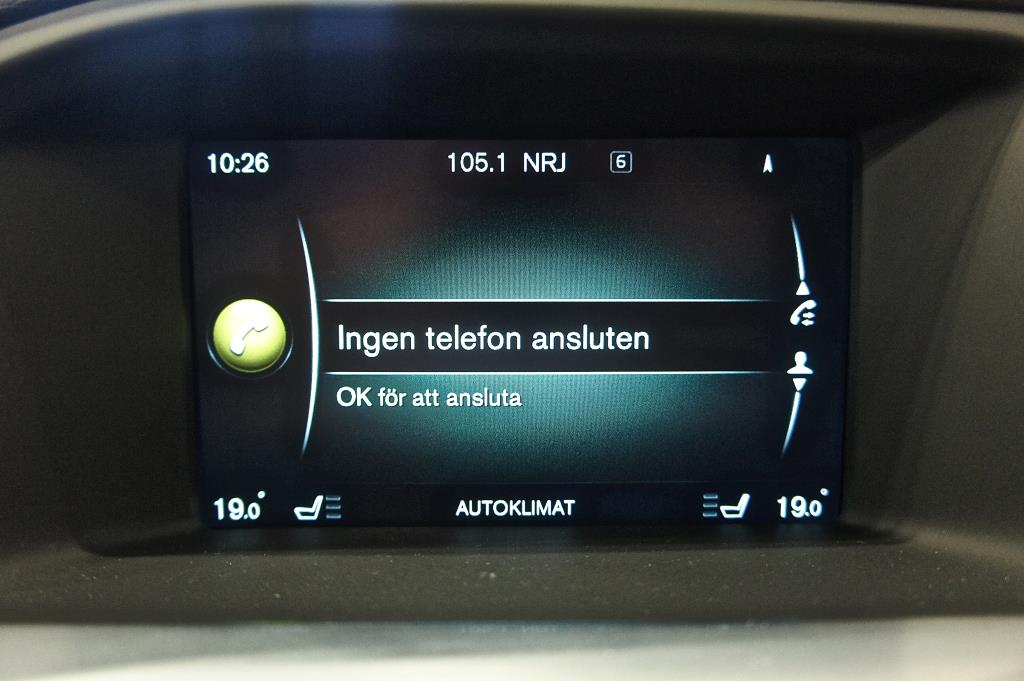 10:26 105.1 NRJ 6
Ingen telefon ansluten
OK för att ansluta
19.0° AUTOKLIMAT 19.0°